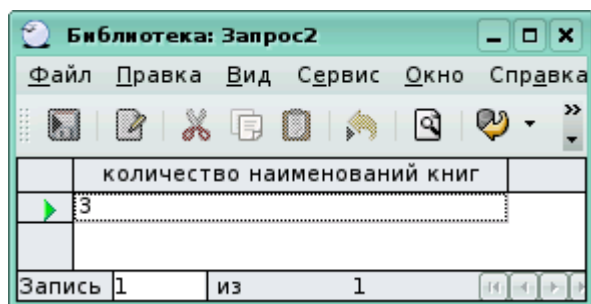 Библиотека: Запрос2
Файл Правка Вид Сервис Окно Справка
количество наименований книг
3
Запись 1 из 1